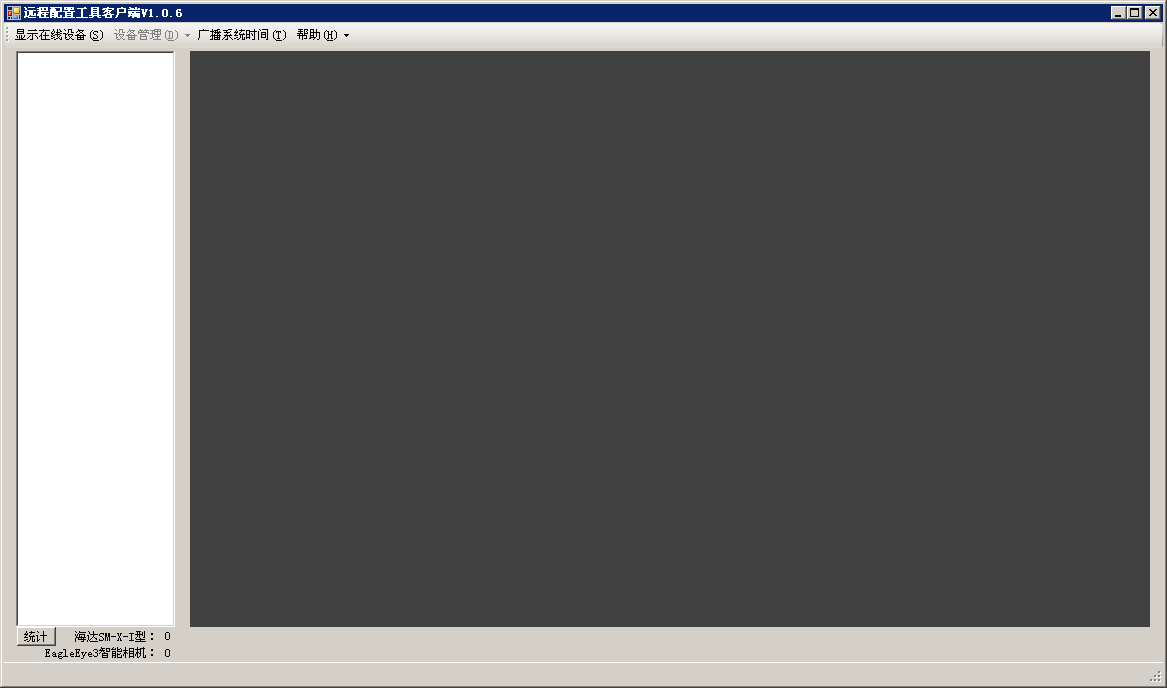 远程配置工具客户端V1.0.6
显示在线设备(S) 设备管理(D) 广播系统时间(T) 帮助(H)
统计 海达SM-X-I型： 0
EagleEye3智能相机： 0